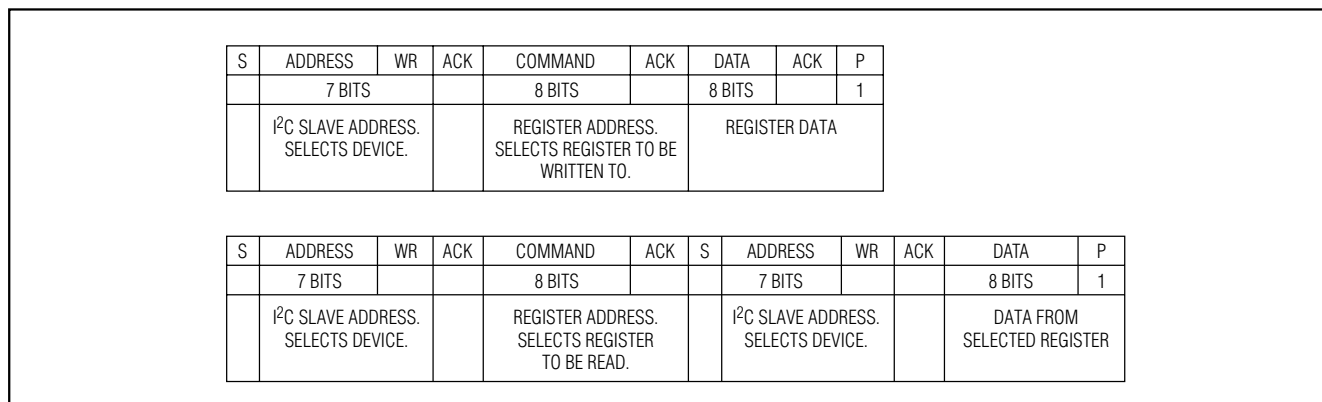 S ADDRESS WR ACK COMMAND ACK DATA ACK P
7 BITS 8 BITS 8 BITS 1
I²C SLAVE ADDRESS. REGISTER ADDRESS. REGISTER DATA
SELECTS DEVICE. SELECTS REGISTER TO BE
WRITTEN TO.
S ADDRESS WR ACK COMMAND ACK S ADDRESS WR ACK DATA P
7 BITS 8 BITS 7 BITS 8 BITS 1
I²C SLAVE ADDRESS. REGISTER ADDRESS. I²C SLAVE ADDRESS. DATA FROM
SELECTS DEVICE. SELECTS REGISTER SELECTS DEVICE. SELECTED REGISTER
TO BE READ.